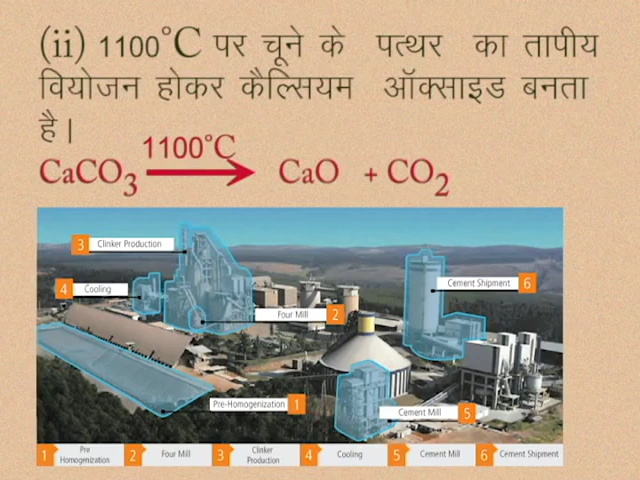 (ii) 1100°C पर चूने के पत्थर का तापीय
वियोजन होकर कैल्सियम ऑक्साइड बनता
है।
1100°C
CaCO₃ → CaO + CO₂
3 Clinker Production
4 Cooling
Cement Shipment 6
Four Mill 2
Pre-Homogenization 1
Cement Mill 5
1 Pre Homogenization
2 Four Mill
3 Clinker Production
4 Cooling
5 Cement Mill
6 Cement Shipment